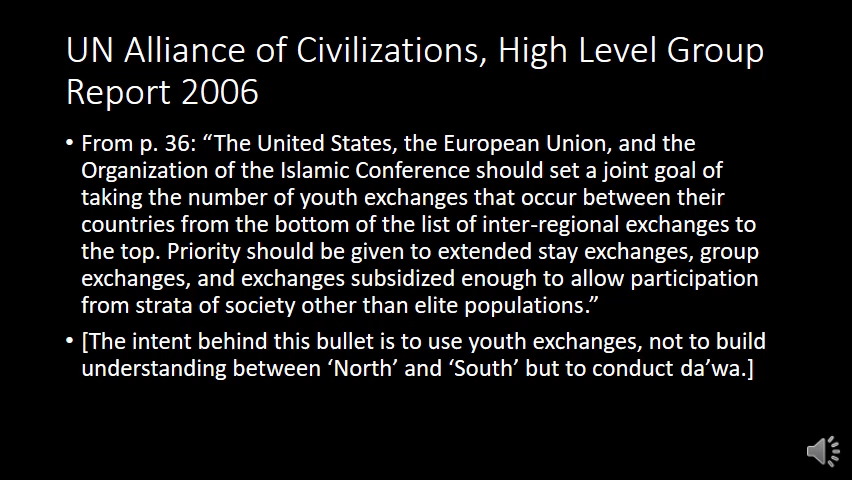 UN Alliance of Civilizations, High Level Group
Report 2006
• From p. 36: “The United States, the European Union, and the
Organization of the Islamic Conference should set a joint goal of
taking the number of youth exchanges that occur between their
countries from the bottom of the list of inter-regional exchanges to
the top. Priority should be given to extended stay exchanges, group
exchanges, and exchanges subsidized enough to allow participation
from strata of society other than elite populations.”
• [The intent behind this bullet is to use youth exchanges, not to build
understanding between ‘North’ and ‘South’ but to conduct da’wa.]